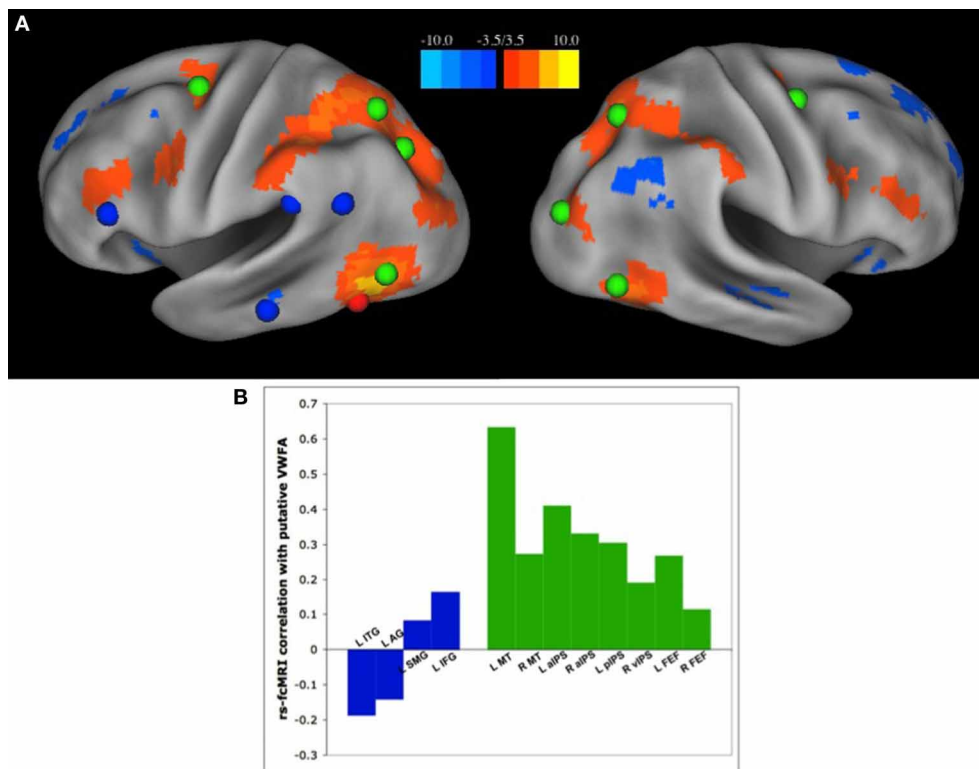 A
-10.0 -3.5/3.5 10.0
B
rs-fcMRI correlation with putative VWFA
0.7
0.6
0.5
0.4
0.3
0.2
0.1
0
-0.1
-0.2
-0.3
L ITG
L AG
L SMG
L IFG
L MT
R MT
L aIPS
R aIPS
L pIPS
R vIPS
L FEF
R FEF